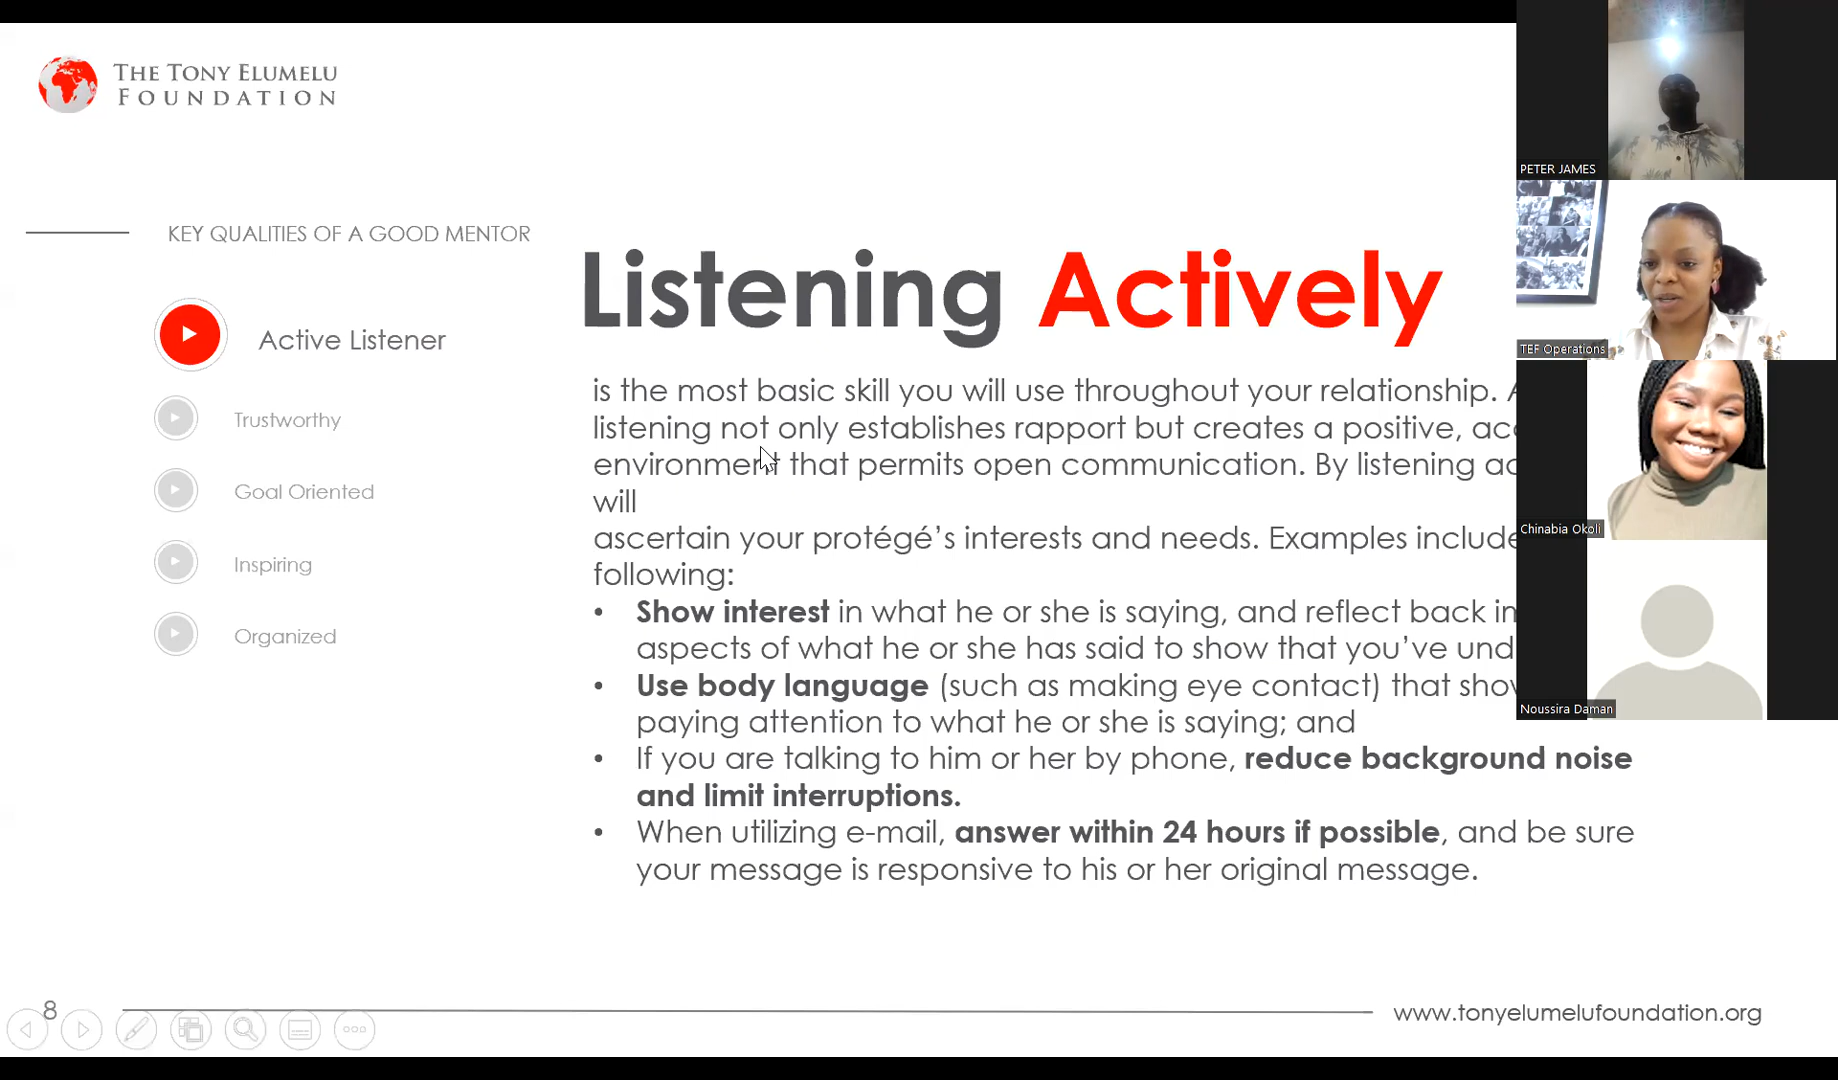 THE TONY ELUMELU
FOUNDATION
KEY QUALITIES OF A GOOD MENTOR
Active Listener
Trustworthy
Goal Oriented
Inspiring
Organized
Listening Actively
is the most basic skill you will use throughout your relationship.
listening not only establishes rapport but creates a positive,
environment that permits open communication. By listening
will
ascertain your protégé’s interests and needs. Examples include
following:
• Show interest in what he or she is saying, and reflect back
aspects of what he or she has said to show that you’ve
• Use body language (such as making eye contact) that
paying attention to what he or she is saying; and
• If you are talking to him or her by phone, reduce background noise
and limit interruptions.
• When utilizing e-mail, answer within 24 hours if possible, and be sure
your message is responsive to his or her original message.
8
www.tonyelumelufoundation.org
PETER JAMES
TEF Operations
Chinabia Okoli
Noussira Daman